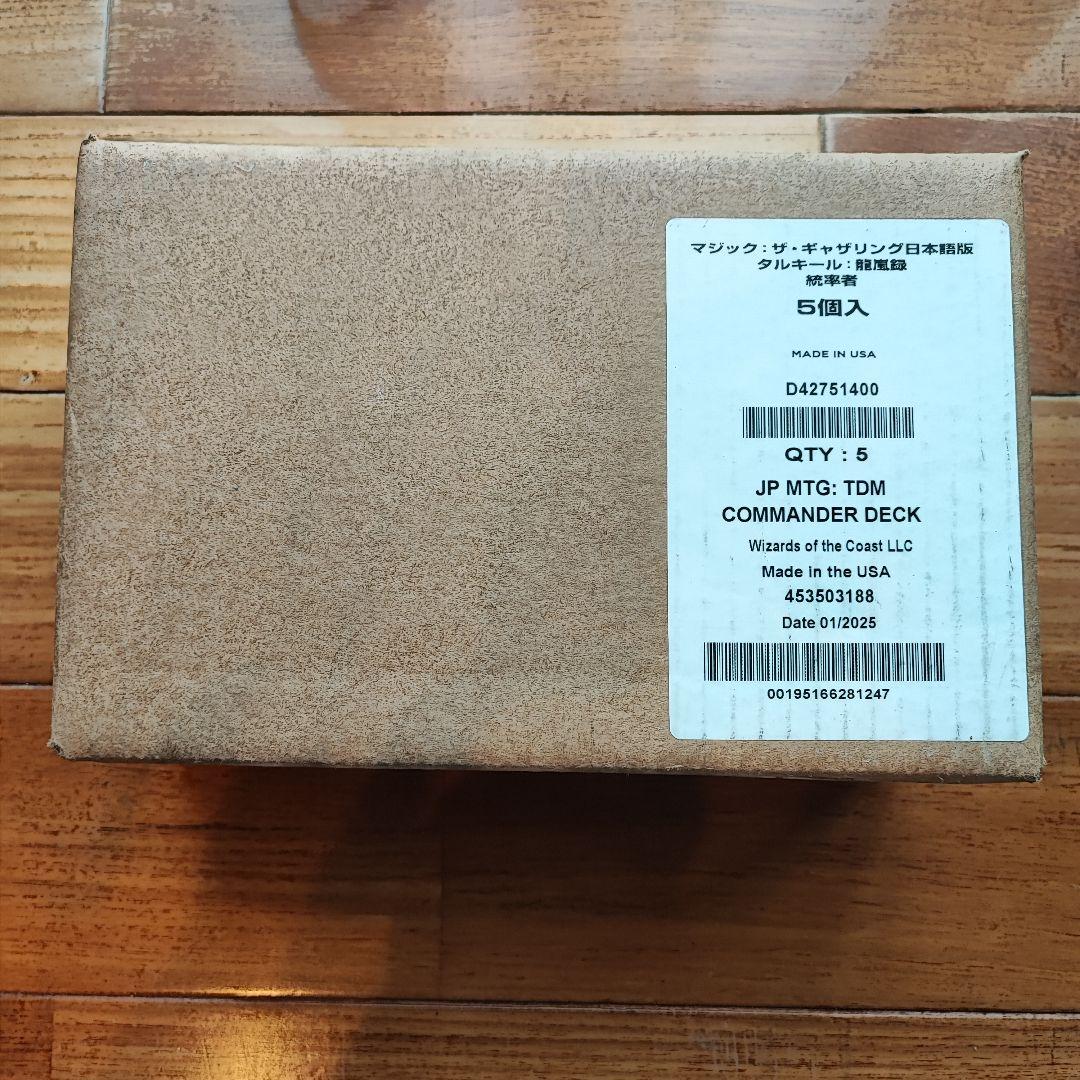 マジック：ザ・ギャザリング日本語版
タルキール：龍嵐録
統率者
5個入
MADE IN USA
D42751400
QTY : 5
JP MTG: TDM
COMMANDER DECK
Wizards of the Coast LLC
Made in the USA
453503188
Date 01/2025
00195166281247